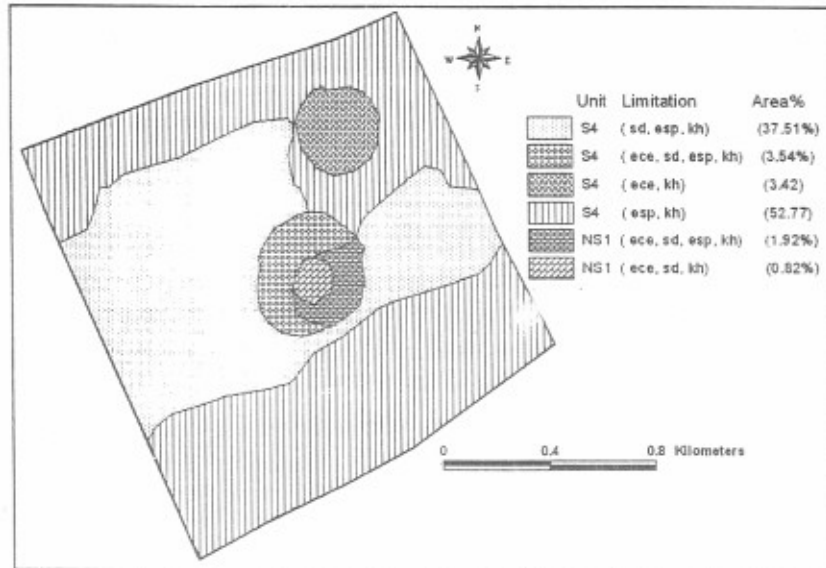 N
W E
Unit Limitation Area%
S4 ( sd, esp, kh) (37.51%)
S4 ( ece, sd, esp, kh) (3.54%)
S4 ( ece, kh) (3.42)
S4 ( esp, kh) (52.77)
NS1 ( ece, sd, esp, kh) (1.92%)
NS1 ( ece, sd, kh) (0.82%)
0 0.4 0.8 Kilometers